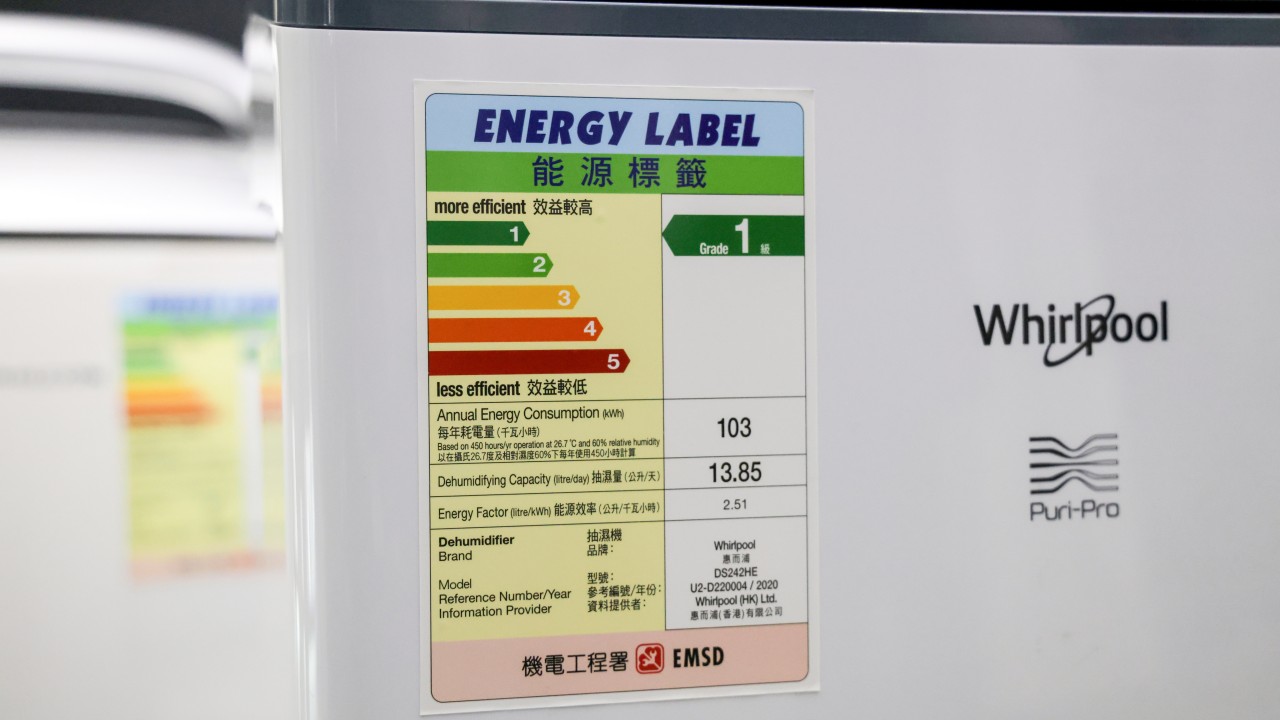 ENERGY LABEL
能源標籤
more efficient 效益較高
1
2
3
4
5
Grade 1 級
less efficient 效益較低
Annual Energy Consumption (kWh)
每年耗電量 (千瓦小時)
Based on 450 hours/yr operation at 26.7 ℃ and 60% relative humidity
以在攝氏26.7度及相對濕度60%下每年使用450小時計算
103
Dehumidifying Capacity (litre/day) 抽濕量 (公升/天)
13.85
Energy Factor (litre/kWh) 能源效率 (公升/千瓦小時)
2.51
Dehumidifier 抽濕機
Brand 品牌：
Whirlpool
惠而浦
Model 型號：
DS242HE
Reference Number/Year 參考編號/年份：
U2-D220004 / 2020
Information Provider 資料提供者：
Whirlpool (HK) Ltd.
惠而浦(香港)有限公司
機電工程署 EMSD
Whirlpool
Puri-Pro